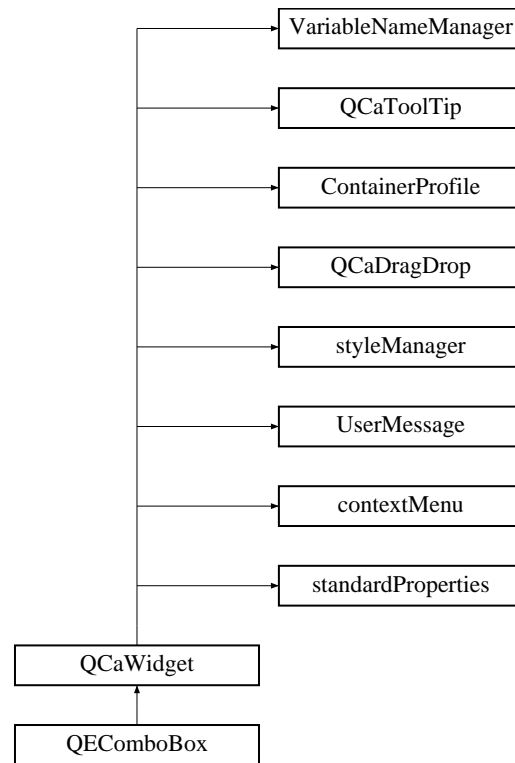 VariableNameManager
QCaToolTip
ContainerProfile
QCaDragDrop
styleManager
UserMessage
contextMenu
standardProperties
QCaWidget
QEComboBox